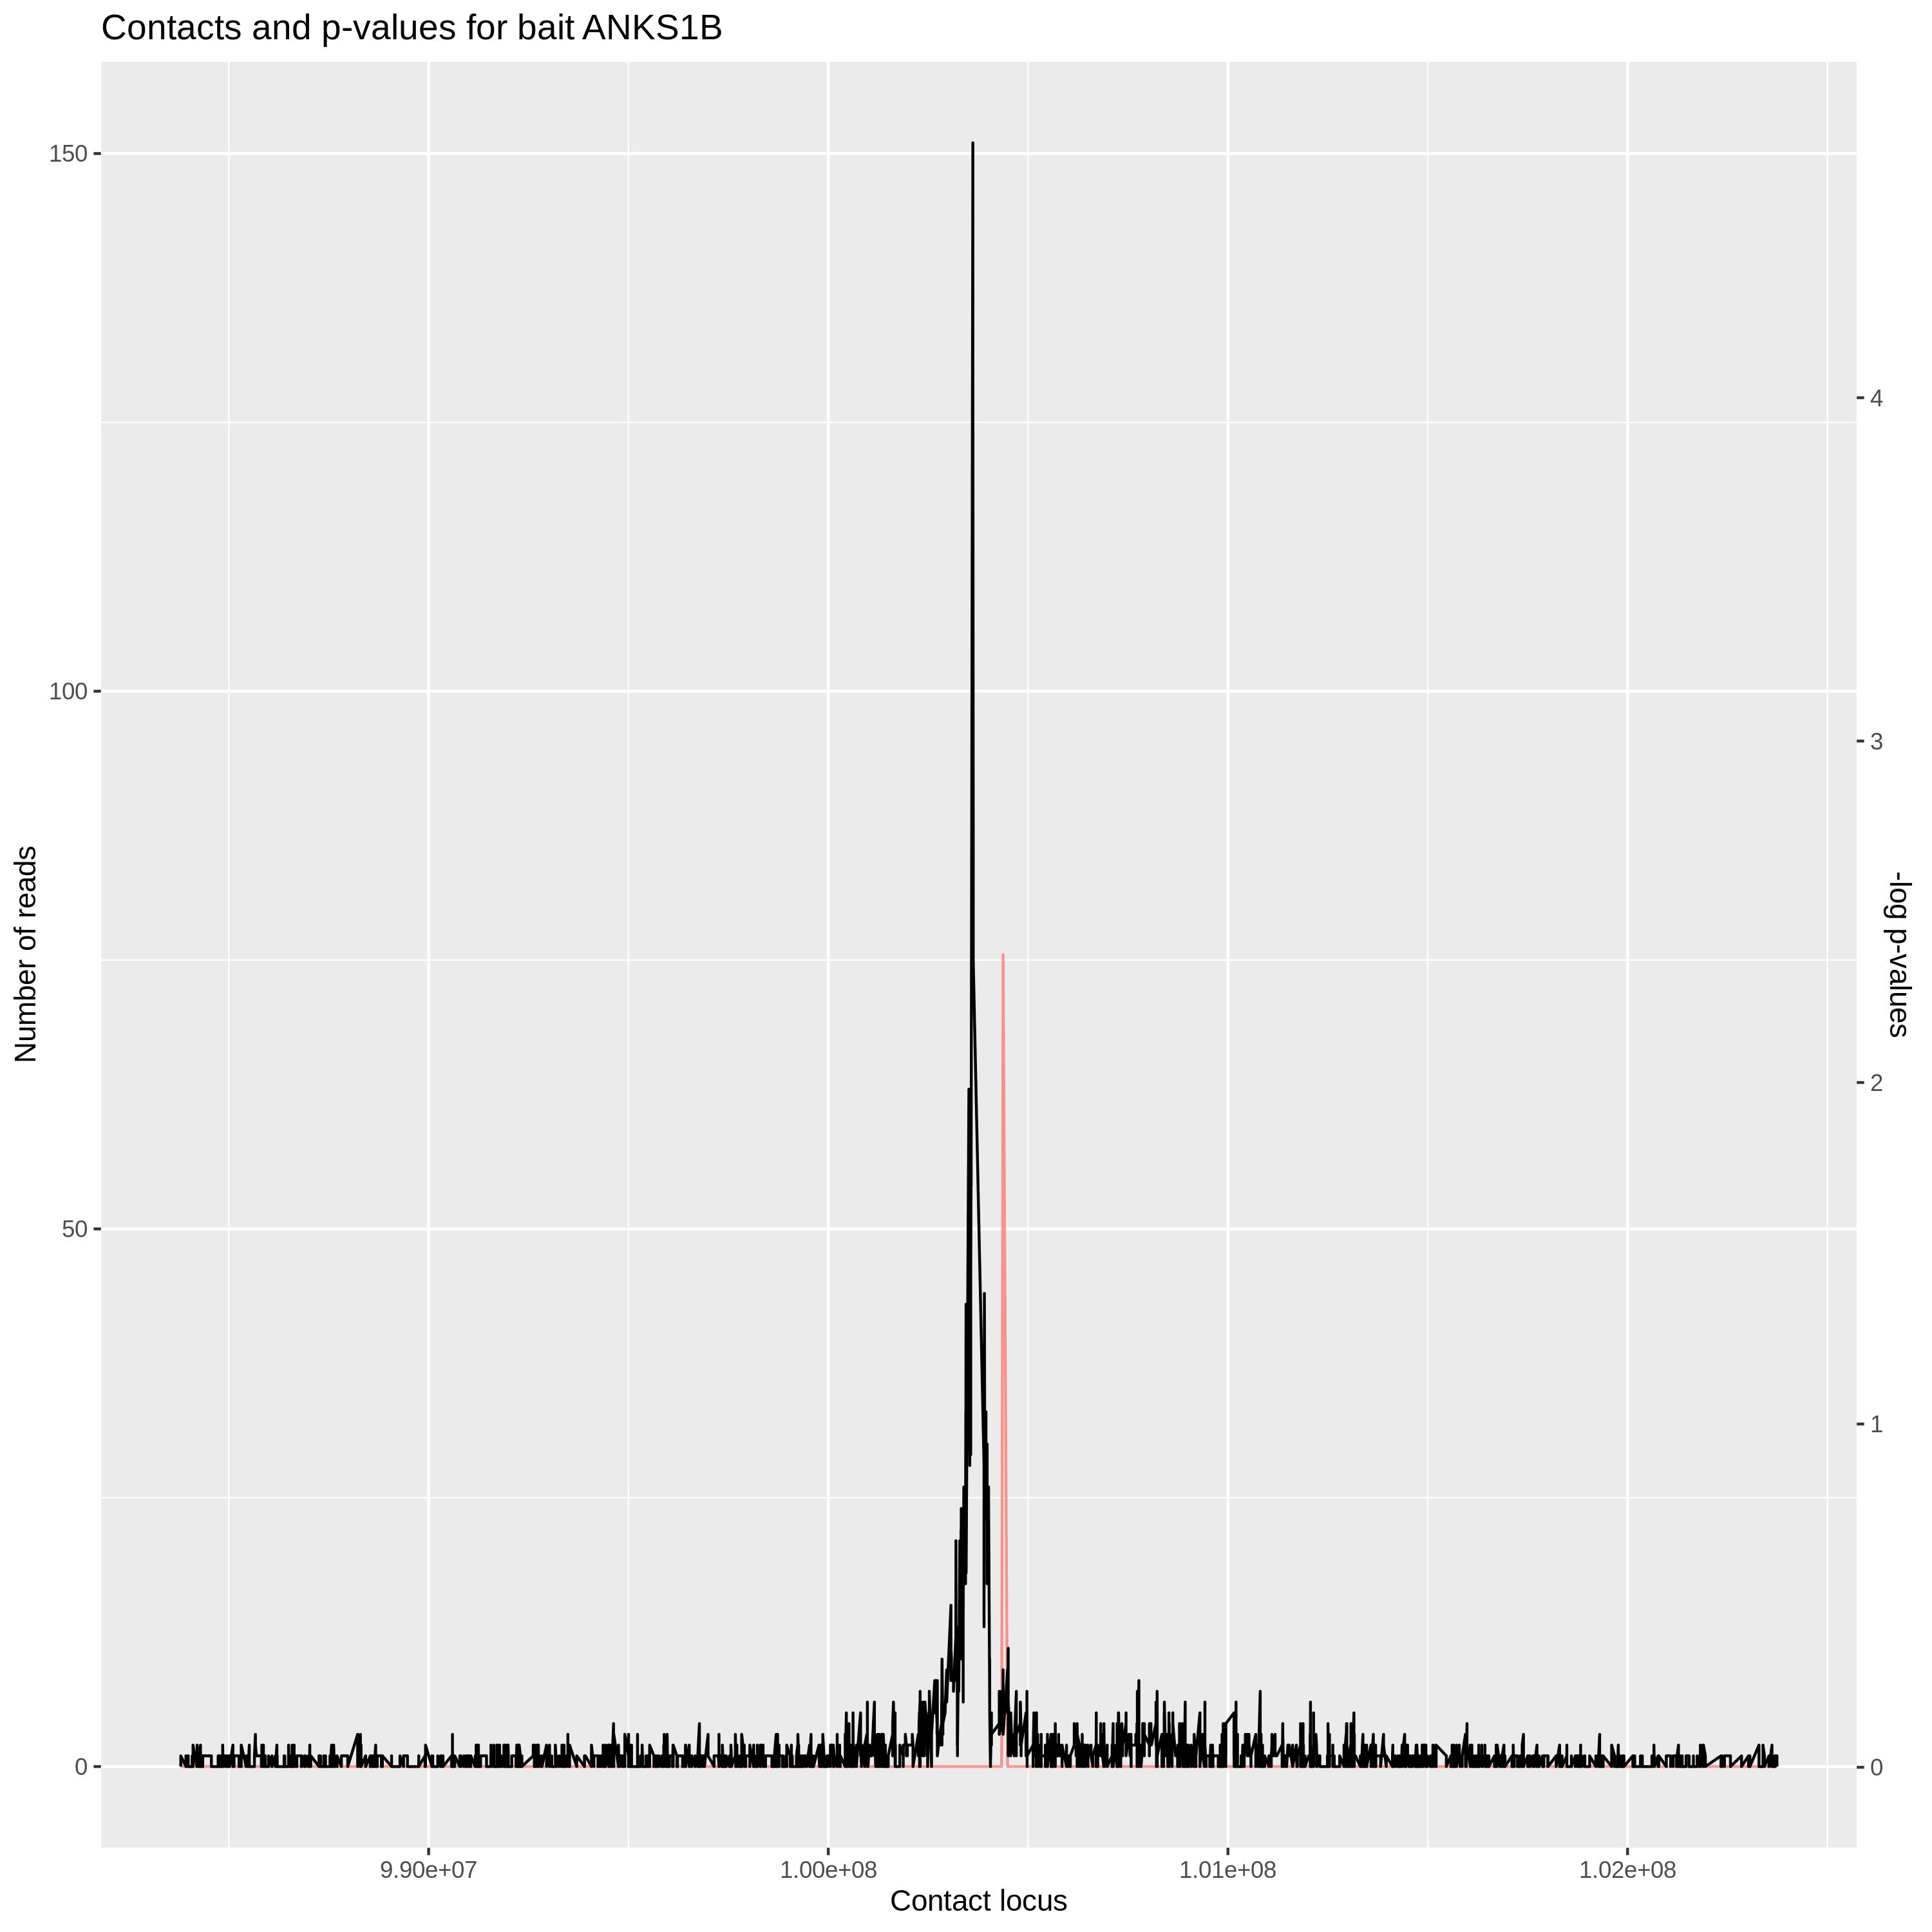 Contacts and p-values for bait ANKS1B
150
100
50
0
Number of reads
4
3
2
1
0
-log p-values
9.90e+07 1.00e+08 1.01e+08 1.02e+08
Contact locus